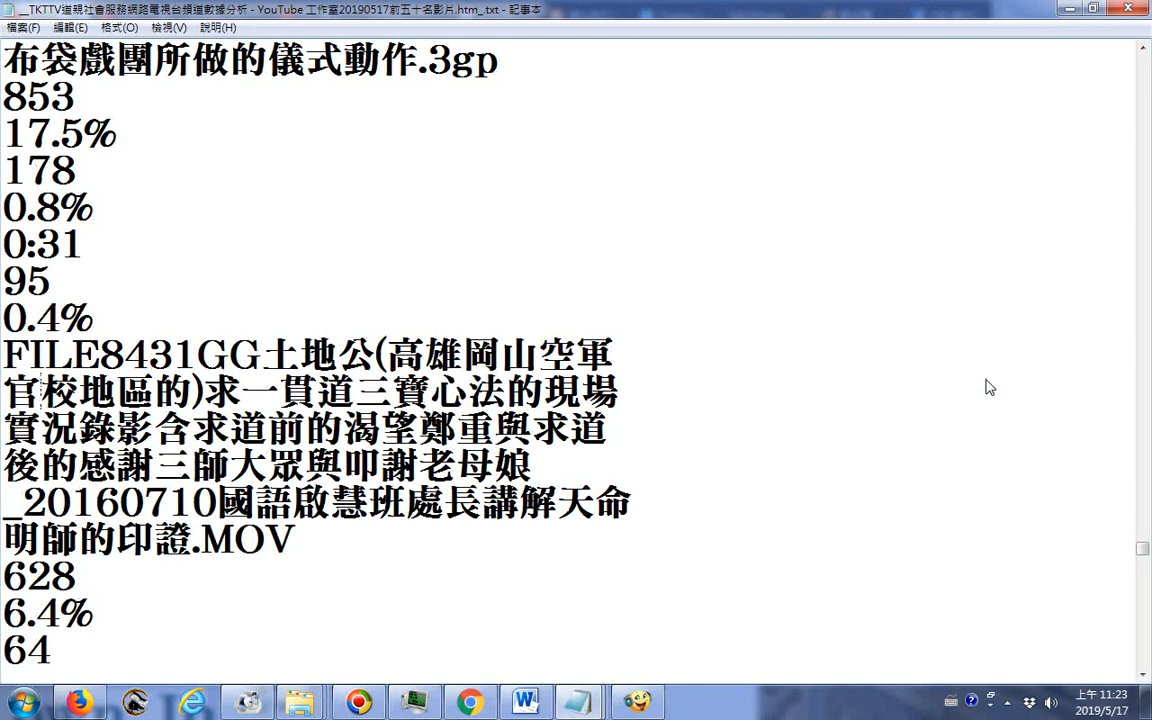 __TKTTV道親社會服務網路電視台頻道數據分析 - YouTube 工作室20190517前五十名影片.htm_.txt - 記事本
檔案(F) 編輯(E) 格式(O) 檢視(V) 說明(H)
布袋戲團所做的儀式動作.3gp
853
17.5%
178
0.8%
0:31
95
0.4%
FILE8431GG土地公(高雄岡山空軍
官校地區的)求一貫道三寶心法的現場
實況錄影含求道前的渴望鄭重與求道
後的感謝三師大眾與叩謝老母娘
_20160710國語啟慧班處長講解天命
明師的印證.MOV
628
6.4%
64
上午 11:23
2019/5/17